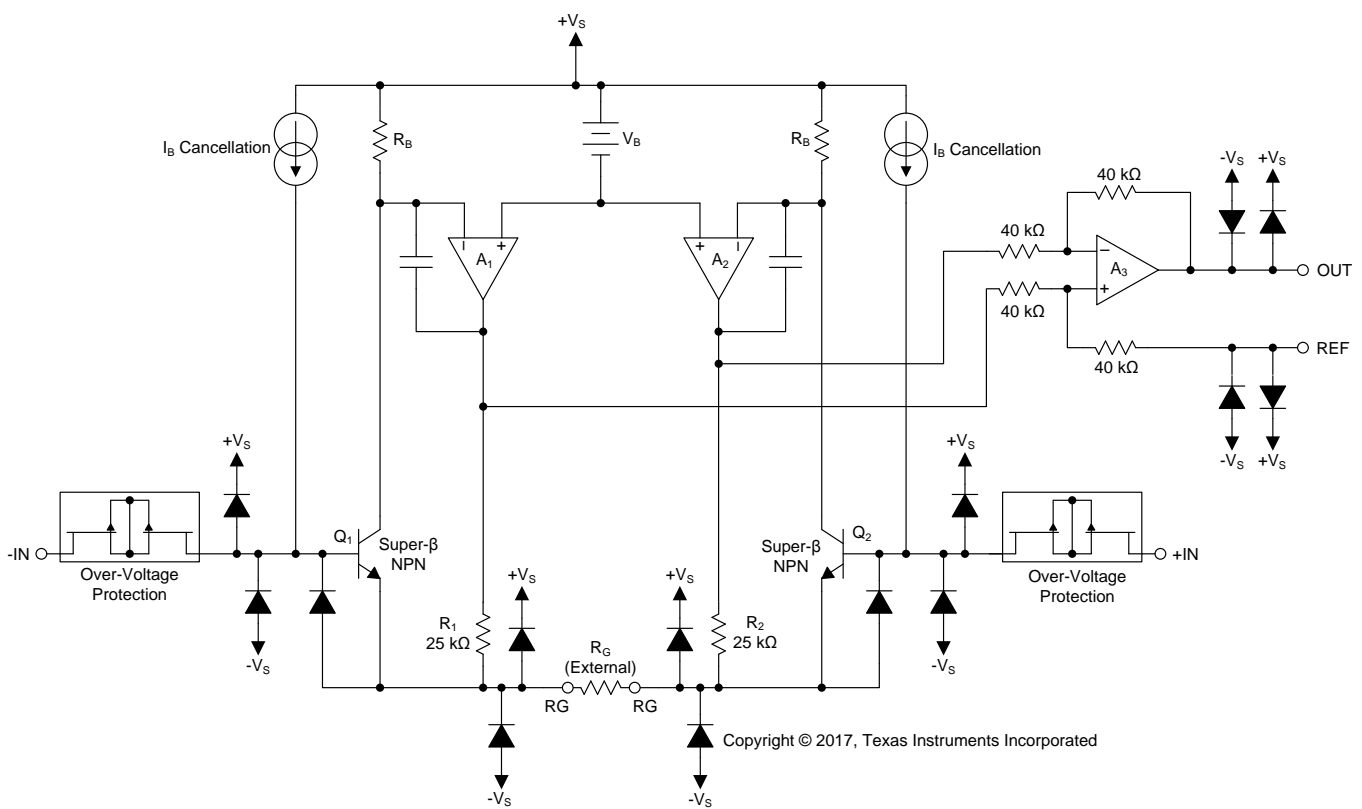 +VS
IB Cancellation
RB
VB
RB
IB Cancellation
-VS +VS
40 kΩ
40 kΩ
40 kΩ
40 kΩ
− +
A1
+ −
A2
−
+
A3
OUT
REF
-VS +VS
+VS
+VS
-IN
Over-Voltage
Protection
Q1
Super-β
NPN
Q2
Super-β
NPN
+IN
Over-Voltage
Protection
+VS
+VS
R1
25 kΩ
R2
25 kΩ
RG
(External)
-VS
-VS
RG
RG
-VS
-VS
Copyright © 2017, Texas Instruments Incorporated